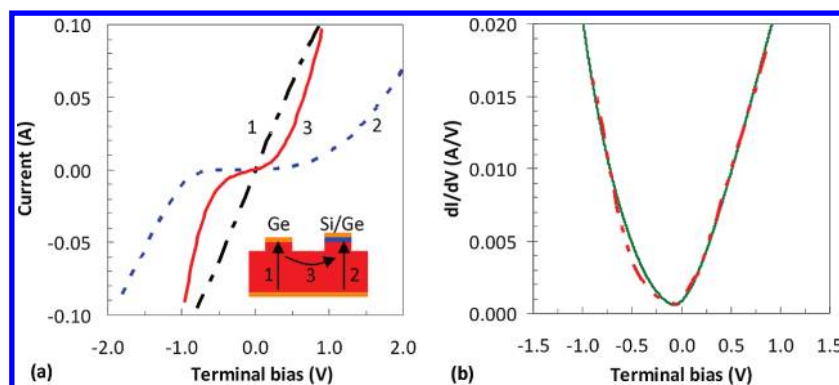 0.10
0.05
0.00
-0.05
-0.10
Current (A)
1
3
2
Ge
Si/Ge
1
3
2
-2.0 -1.0 0.0 1.0 2.0
(a)
Terminal bias (V)
0.020
0.015
0.010
0.005
0.000
dI/dV (A/V)
-1.5 -1.0 -0.5 0.0 0.5 1.0 1.5
(b)
Terminal bias (V)